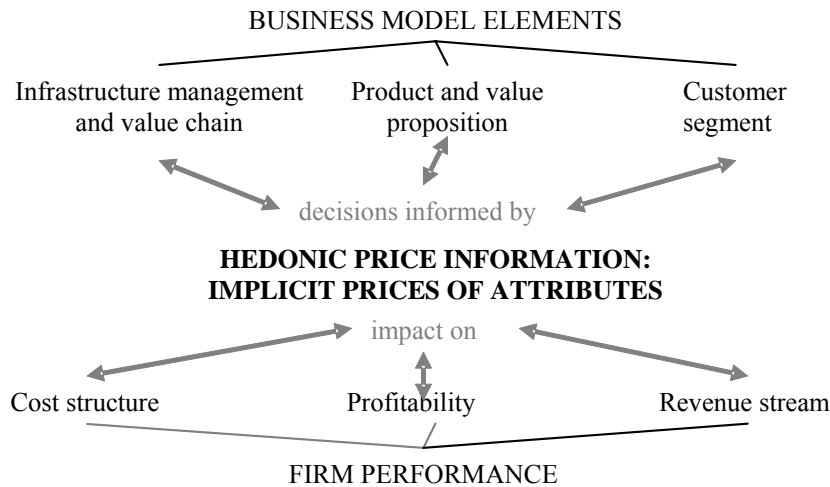 BUSINESS MODEL ELEMENTS
Infrastructure management
and value chain
Product and value
proposition
Customer
segment
decisions informed by
HEDONIC PRICE INFORMATION:
IMPLICIT PRICES OF ATTRIBUTES
impact on
Cost structure
Profitability
Revenue stream
FIRM PERFORMANCE